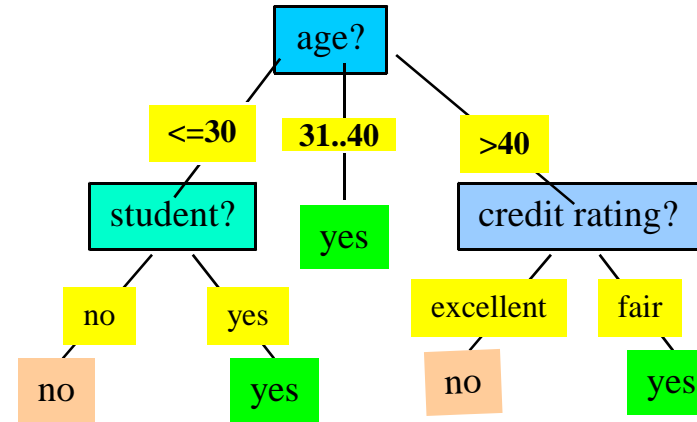 age?
<=30
31..40
>40
student?
yes
credit rating?
no
yes
excellent
fair
no
yes
no
yes